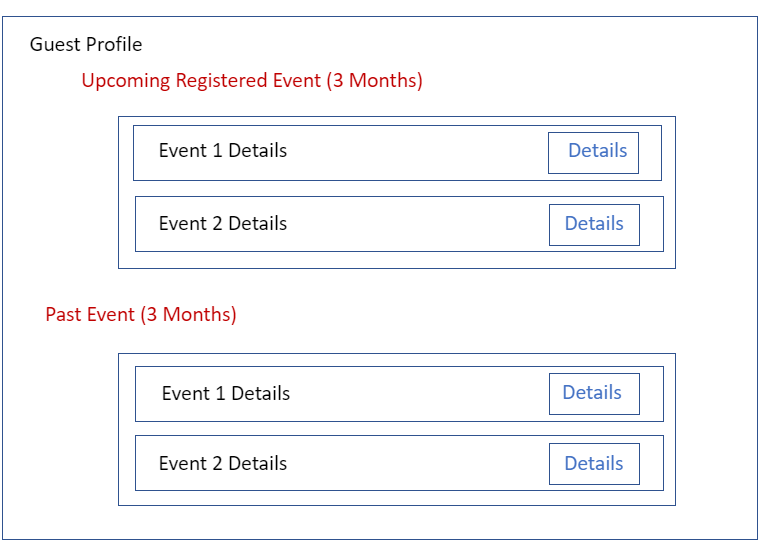 Guest Profile
Upcoming Registered Event (3 Months)
Event 1 Details Details
Event 2 Details Details
Past Event (3 Months)
Event 1 Details Details
Event 2 Details Details